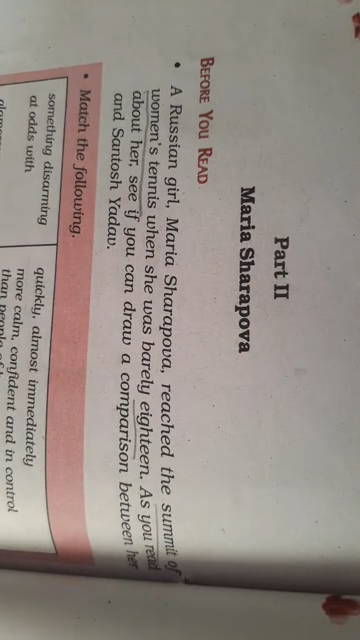 Part II
Maria Sharapova
BEFORE YOU READ
• A Russian girl, Maria Sharapova, reached the summit of
women's tennis when she was barely eighteen. As you read
about her, see if you can draw a comparison between her
and Santosh Yadav.
• Match the following.
something disarming
at odds with
quickly, almost immediately
more calm, confident and in control
than people of